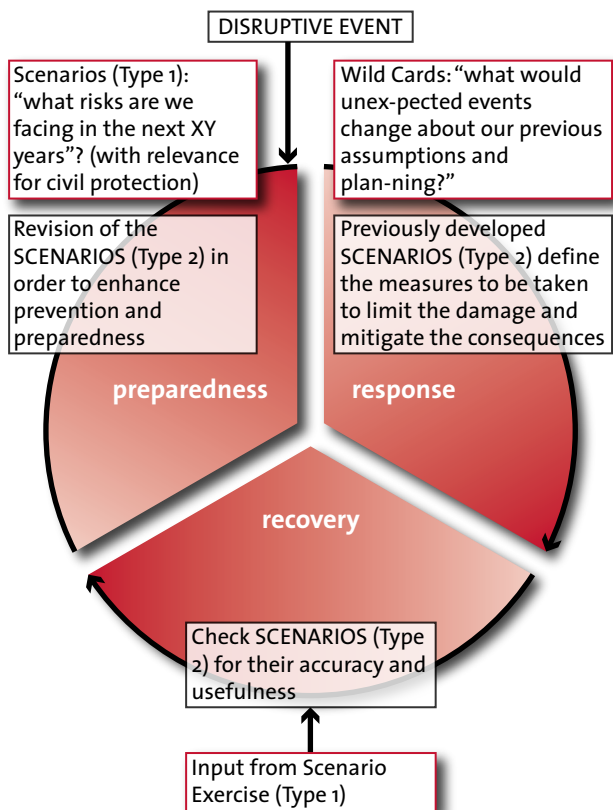 DISRUPTIVE EVENT
Scenarios (Type 1):
“what risks are we
facing in the next XY
years”? (with relevance
for civil protection)
Wild Cards: “what would
unex-pected events
change about our previous
assumptions and
plan-ning?”
Revision of the
SCENARIOS (Type 2) in
order to enhance
prevention and
preparedness
Previously developed
SCENARIOS (Type 2) define
the measures to be taken
to limit the damage and
mitigate the consequences
preparedness
response
recovery
Check SCENARIOS (Type
2) for their accuracy and
usefulness
Input from Scenario
Exercise (Type 1)